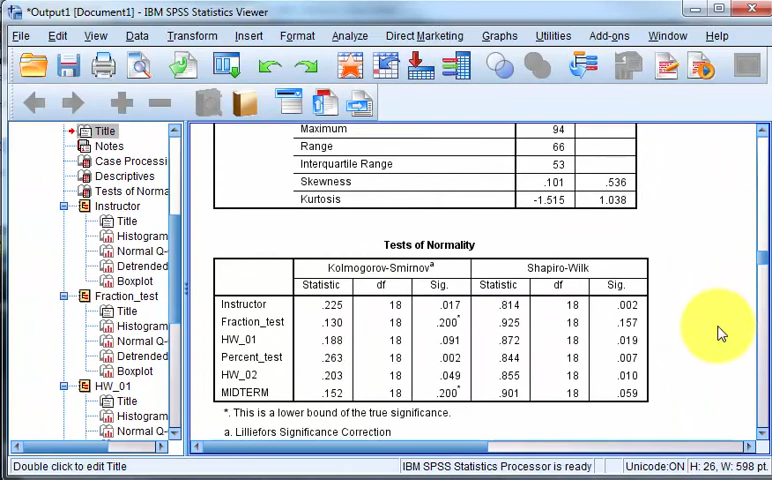 *Output1 [Document1] - IBM SPSS Statistics Viewer
File Edit View Data Transform Insert Format Analyze Direct Marketing Graphs Utilities Add-ons Window Help
Title
Notes
Case Processi
Descriptives
Tests of Norma
Instructor
Title
Histogram
Normal Q-
Detrended
Boxplot
Fraction_test
Title
Histogram
Normal Q-
Detrended
Boxplot
HW_01
Title
Histogram
Normal Q-
Maximum 94
Range 66
Interquartile Range 53
Skewness .101 .536
Kurtosis -1.515 1.038
Tests of Normality
Kolmogorov-Smirnov a Shapiro-Wilk
Statistic df Sig. Statistic df Sig.
Instructor .225 18 .017 .814 18 .002
Fraction_test .130 18 .200* .925 18 .157
HW_01 .188 18 .091 .872 18 .019
Percent_test .263 18 .002 .844 18 .007
HW_02 .203 18 .049 .855 18 .010
MIDTERM .152 18 .200* .901 18 .059
*. This is a lower bound of the true significance.
a. Lilliefors Significance Correction
Double click to edit Title IBM SPSS Statistics Processor is ready Unicode:ON H: 26, W: 598 pt.